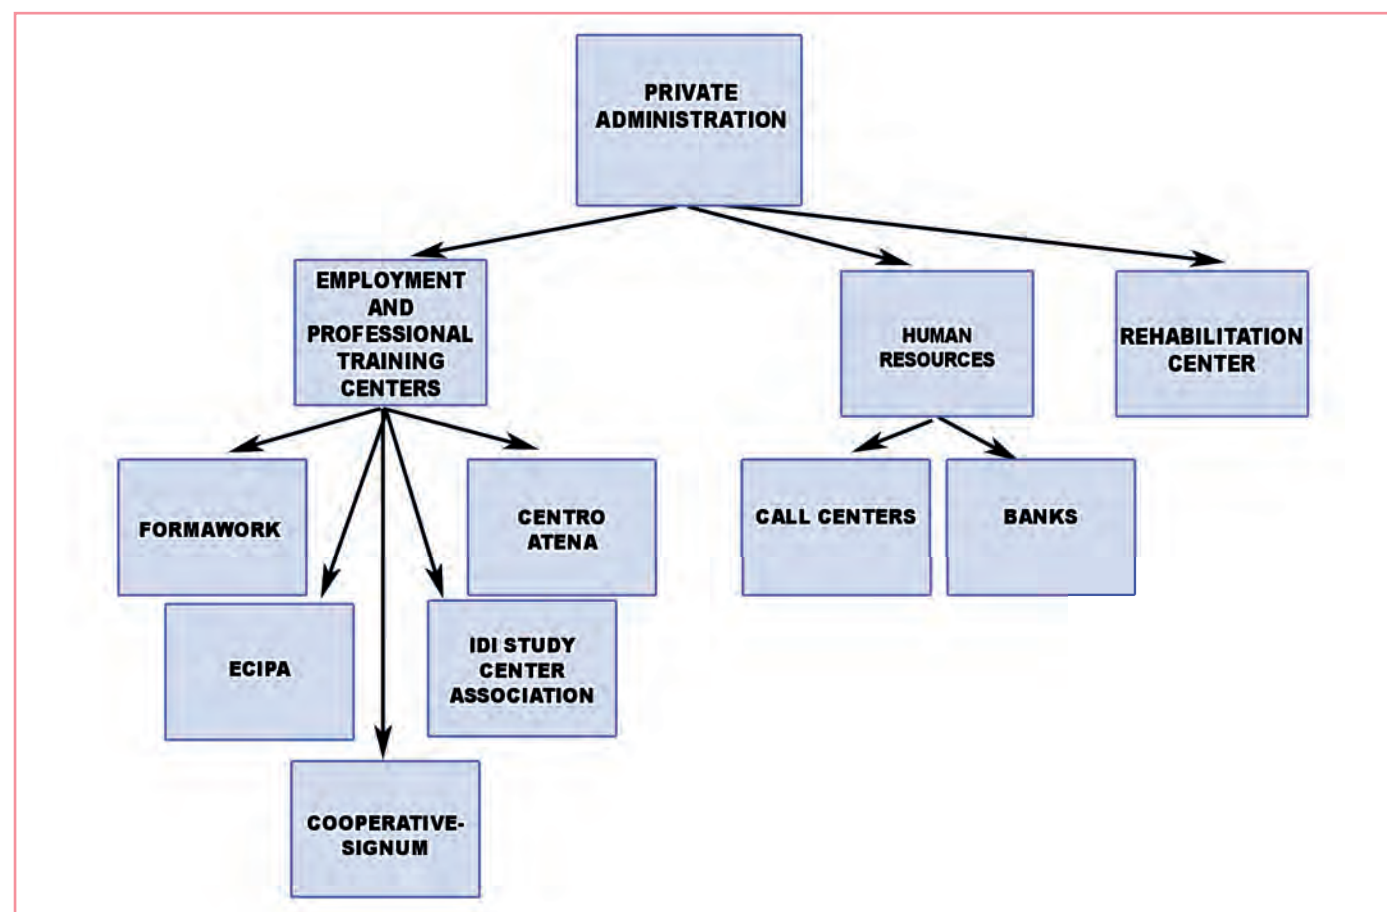 PRIVATE
ADMINISTRATION
EMPLOYMENT
AND
PROFESSIONAL
TRAINING
CENTERS
HUMAN
RESOURCES
REHABILITATION
CENTER
FORMAWORK
CENTRO
ATENA
CALL CENTERS
BANKS
ECIPA
IDI STUDY
CENTER
ASSOCIATION
COOPERATIVE-
SIGNUM